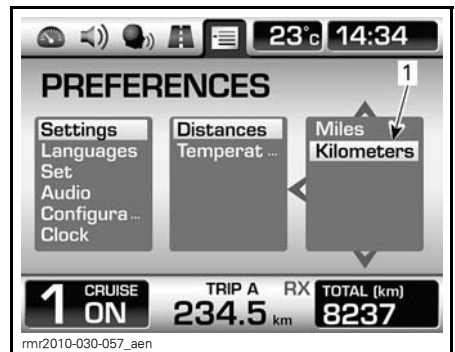 23°c 14:34
PREFERENCES
1
Settings
Languages
Set
Audio
Configura ...
Clock
Distances
Temperat ...
Miles
Kilometers
1 CRUISE ON
TRIP A
234.5 km
RX
TOTAL (km)
8237
rmr2010-030-057_aen